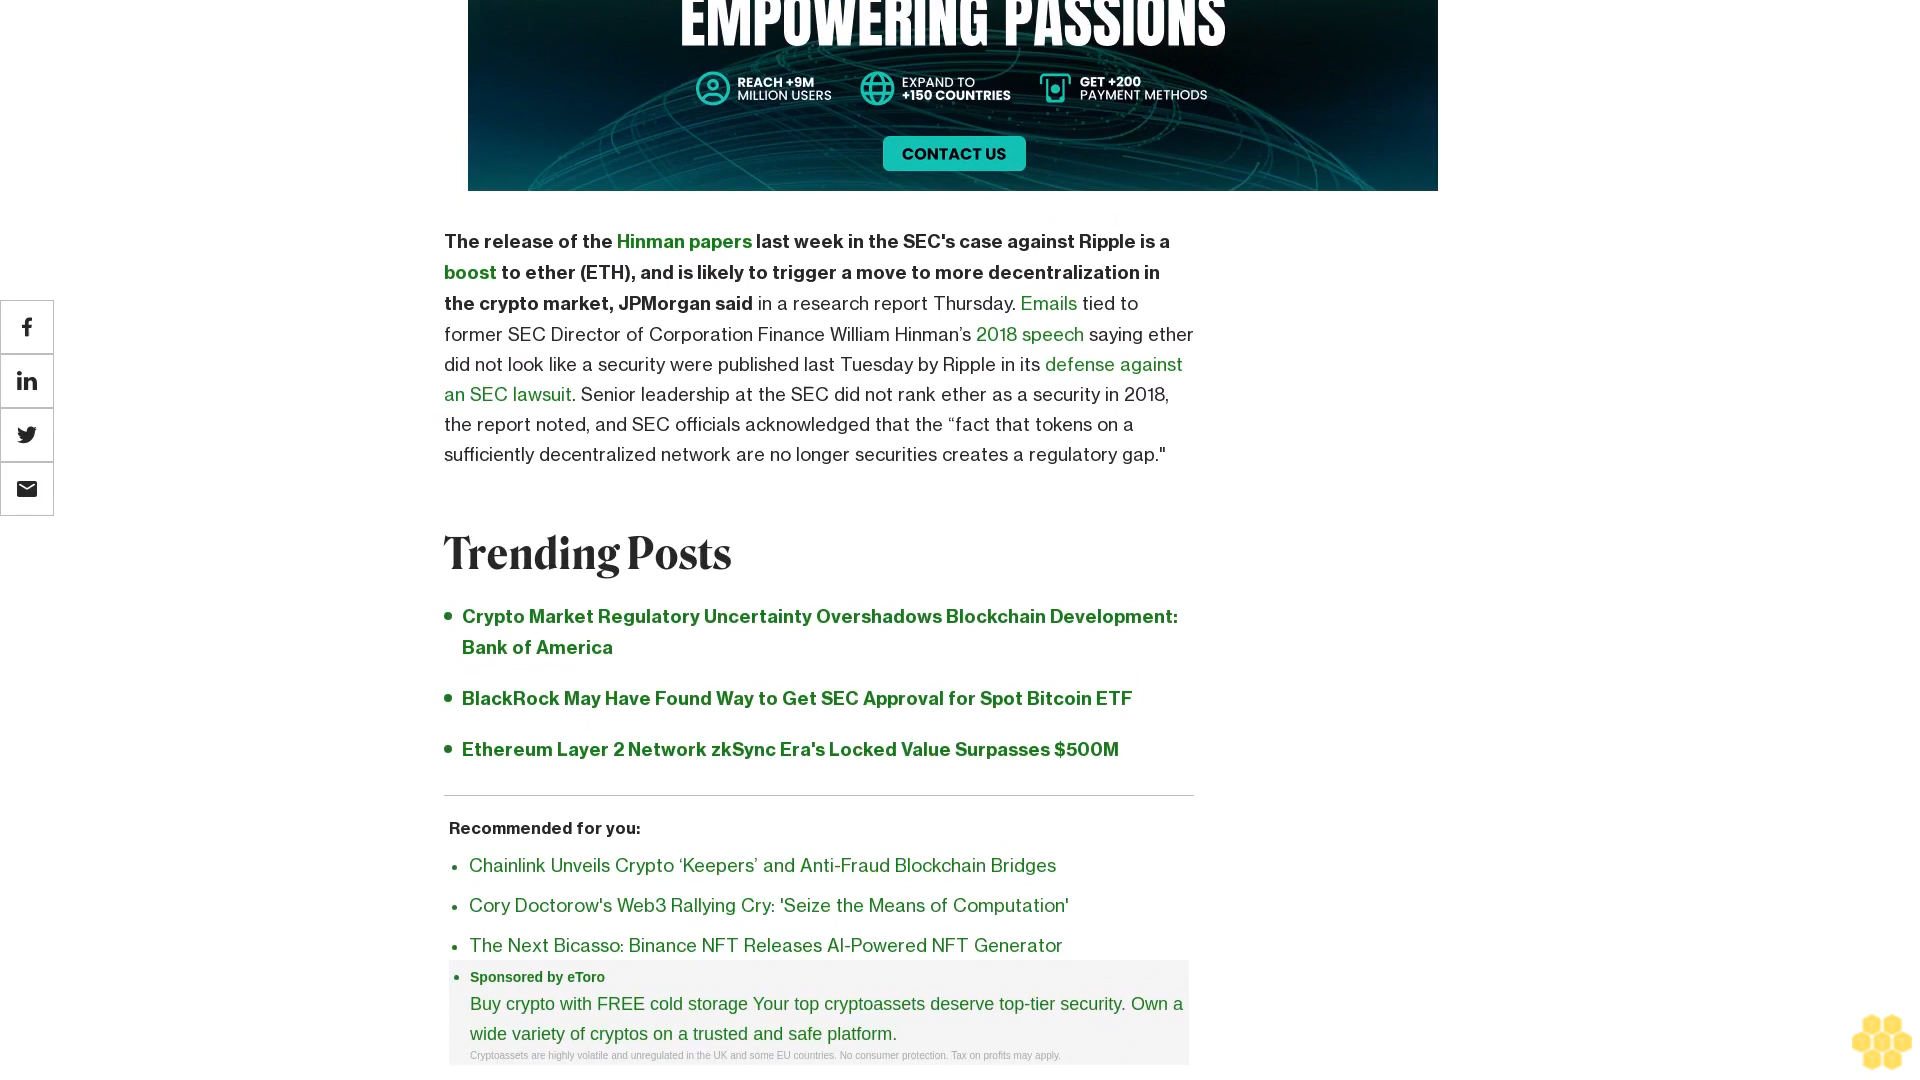 EMPOWERING PASSIONS
REACH +9M
MILLION USERS
EXPAND TO
+150 COUNTRIES
GET +200
PAYMENT METHODS
CONTACT US
The release of the Hinman papers last week in the SEC's case against Ripple is a
boost to ether (ETH), and is likely to trigger a move to more decentralization in
the crypto market, JPMorgan said in a research report Thursday. Emails tied to
former SEC Director of Corporation Finance William Hinman’s 2018 speech saying ether
did not look like a security were published last Tuesday by Ripple in its defense against
an SEC lawsuit. Senior leadership at the SEC did not rank ether as a security in 2018,
the report noted, and SEC officials acknowledged that the “fact that tokens on a
sufficiently decentralized network are no longer securities creates a regulatory gap."
Trending Posts
Crypto Market Regulatory Uncertainty Overshadows Blockchain Development:
Bank of America
BlackRock May Have Found Way to Get SEC Approval for Spot Bitcoin ETF
Ethereum Layer 2 Network zkSync Era's Locked Value Surpasses $500M
Recommended for you:
Chainlink Unveils Crypto ‘Keepers’ and Anti-Fraud Blockchain Bridges
Cory Doctorow's Web3 Rallying Cry: 'Seize the Means of Computation'
The Next Bicasso: Binance NFT Releases AI-Powered NFT Generator
Sponsored by eToro
Buy crypto with FREE cold storage Your top cryptoassets deserve top-tier security. Own a
wide variety of cryptos on a trusted and safe platform.
Cryptoassets are highly volatile and unregulated in the UK and some EU countries. No consumer protection. Tax on profits may apply.